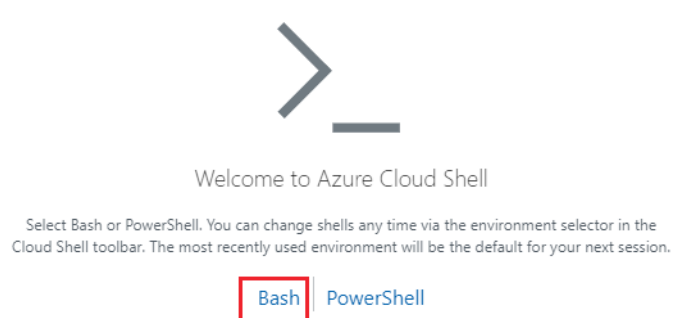 Welcome to Azure Cloud Shell
Select Bash or PowerShell. You can change shells any time via the environment selector in the
Cloud Shell toolbar. The most recently used environment will be the default for your next session.
Bash PowerShell